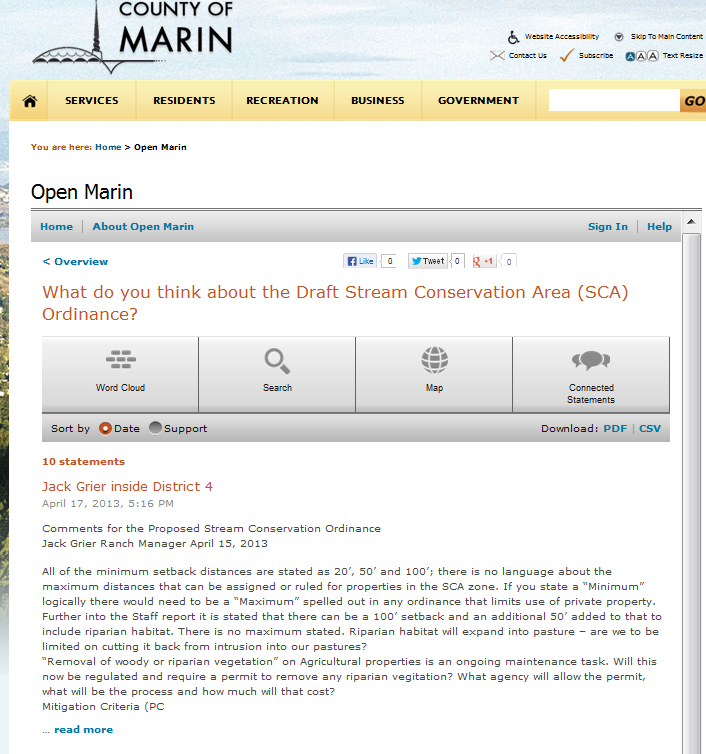 COUNTY OF
MARIN
Website Accessibility Skip To Main Content
Contact Us Subscribe A A A Text Resize
SERVICES RESIDENTS RECREATION BUSINESS GOVERNMENT GO
You are here: Home > Open Marin
Open Marin
Home About Open Marin Sign In Help
< Overview Like 0 Tweet 0 +1 0
What do you think about the Draft Stream Conservation Area (SCA)
Ordinance?
Word Cloud Search Map Connected
Statements
Sort by Date Support Download: PDF | CSV
10 statements
Jack Grier inside District 4
April 17, 2013, 5:16 PM
Comments for the Proposed Stream Conservation Ordinance
Jack Grier Ranch Manager April 15, 2013
All of the minimum setback distances are stated as 20’, 50’ and 100’; there is no language about the
maximum distances that can be assigned or ruled for properties in the SCA zone. If you state a “Minimum”
logically there would need to be a “Maximum” spelled out in any ordinance that limits use of private property.
Further into the Staff report it is stated that there can be a 100’ setback and an additional 50’ added to that to
include riparian habitat. There is no maximum stated. Riparian habitat will expand into pasture – are we to be
limited on cutting it back from intrusion into our pastures?
“Removal of woody or riparian vegetation” on Agricultural properties is an ongoing maintenance task. Will this
now be regulated and require a permit to remove any riparian vegitation? What agency will allow the permit,
what will be the process and how much will that cost?
Mitigation Criteria (PC
... read more